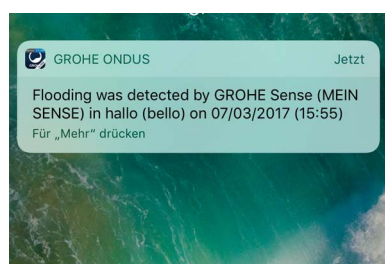 GROHE ONDUS Jetzt
Flooding was detected by GROHE Sense (MEIN
SENSE) in hallo (bello) on 07/03/2017 (15:55)
Für „Mehr“ drücken